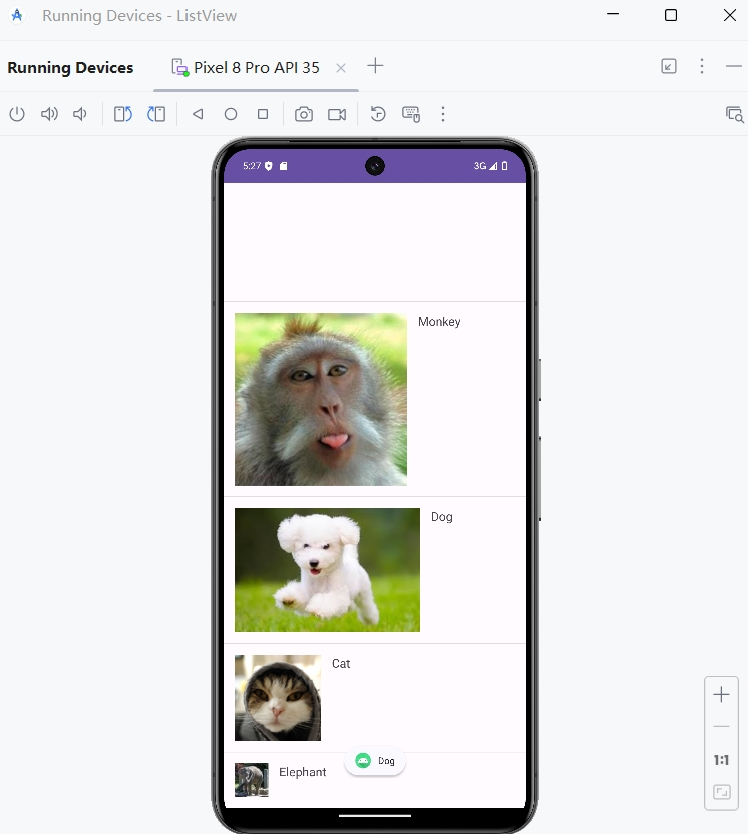 Running Devices - ListView
Running Devices
Pixel 8 Pro API 35
5:27
3G
Monkey
Dog
Cat
Elephant
Dog
1:1